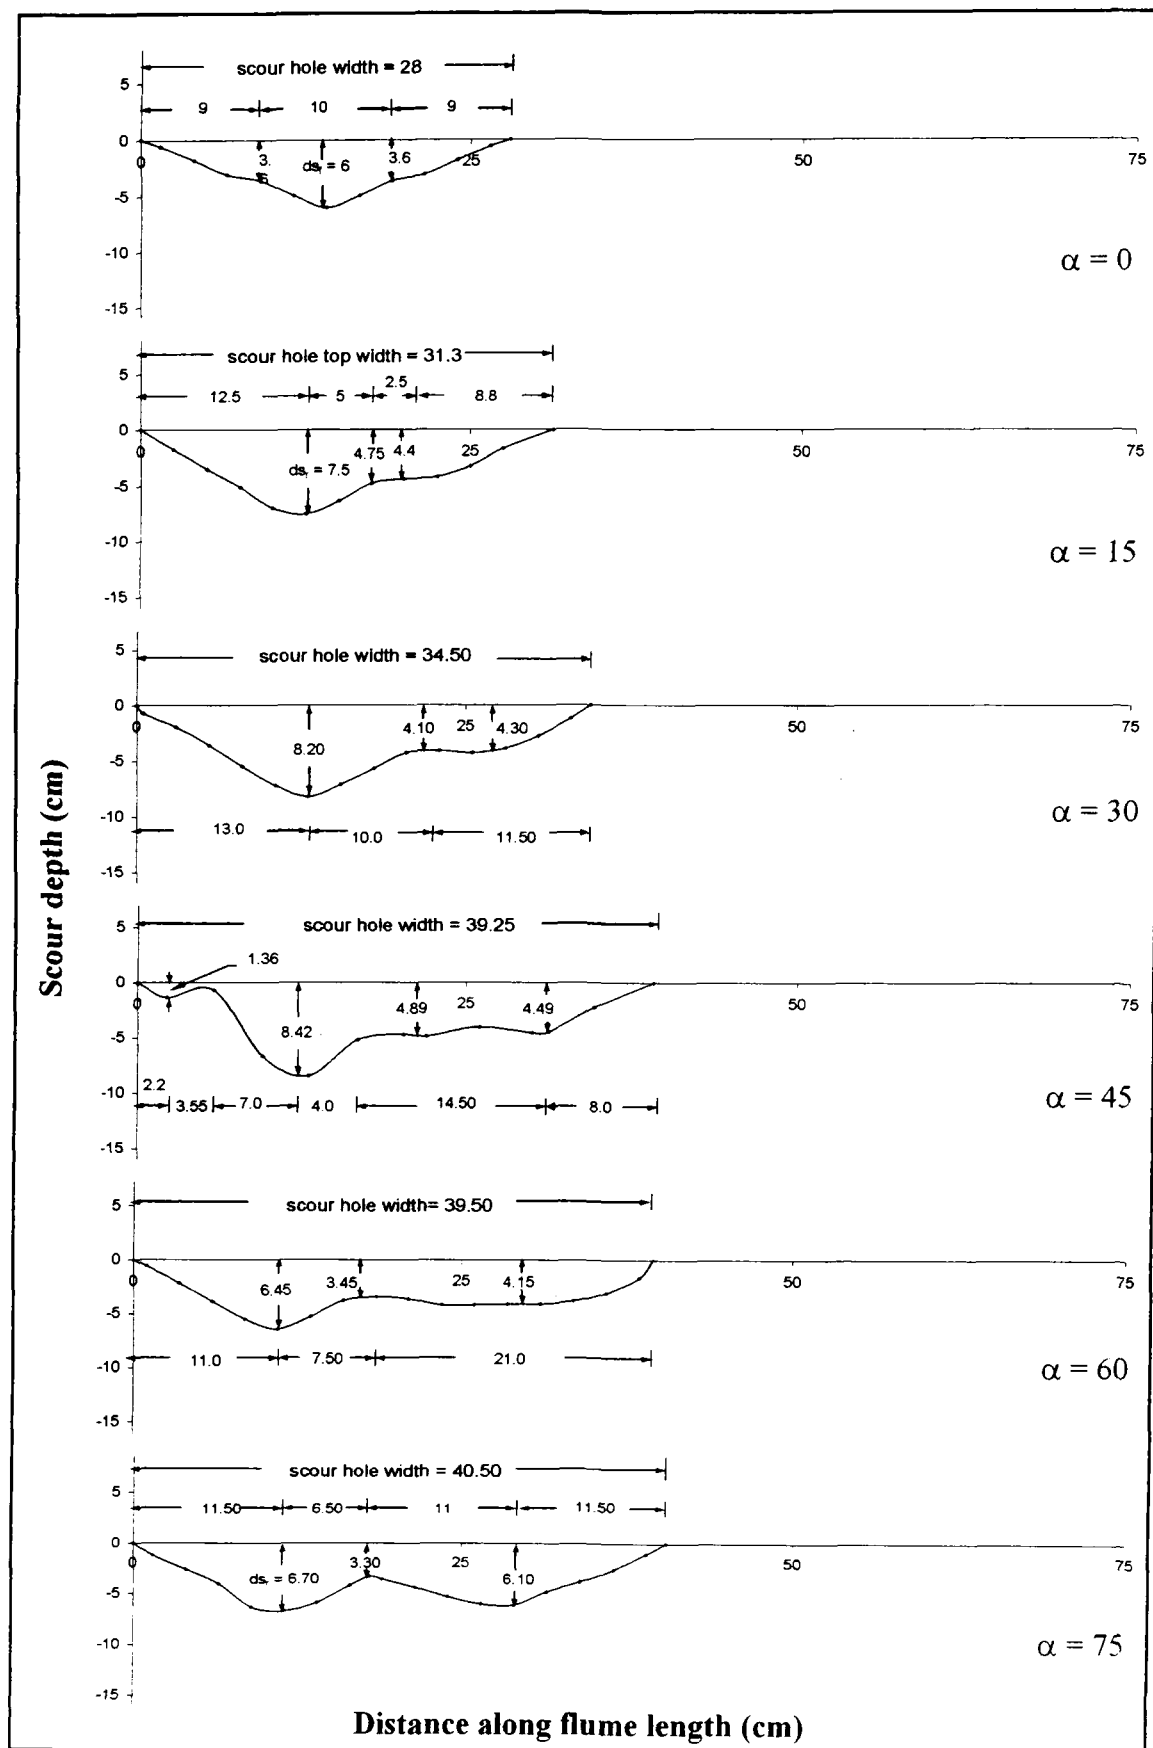 scour hole width = 28
5
9 10 9
0
0 3. 6 ds, = 6 3.6 25 50 75
-5
-10
α = 0
-15
scour hole top width = 31.3
5
12.5 5 2.5 8.8
0
0 ds, = 7.5 4.75 4.4 25 50 75
-5
-10
α = 15
-15
5
scour hole width = 34.50
0
0 8.20 4.10 25 4.30 50 75
-5
-10
13.0 10.0 11.50
α = 30
-15
Scour depth (cm)
5
scour hole width = 39.25
1.36
0
0 8.42 4.89 25 4.49 50 75
-5
-10
2.2 3.55 7.0 4.0 14.50 8.0
α = 45
-15
5
scour hole width= 39.50
0
0 6.45 3.45 25 4.15 50 75
-5
-10
11.0 7.50 21.0
α = 60
-15
scour hole width = 40.50
5
11.50 6.50 11 11.50
0
0 ds, = 6.70 3.30 25 6.10 50 75
-5
-10
α = 75
-15
Distance along flume length (cm)